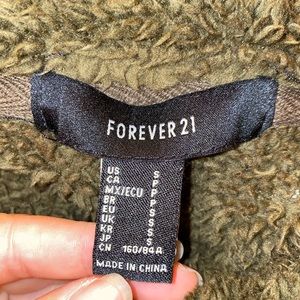 FOREVER 21
US S
CA P
MX/ECU P
BR P
EU S
UK S
KR S
JP S
CN 160/84A
MADE IN CHINA